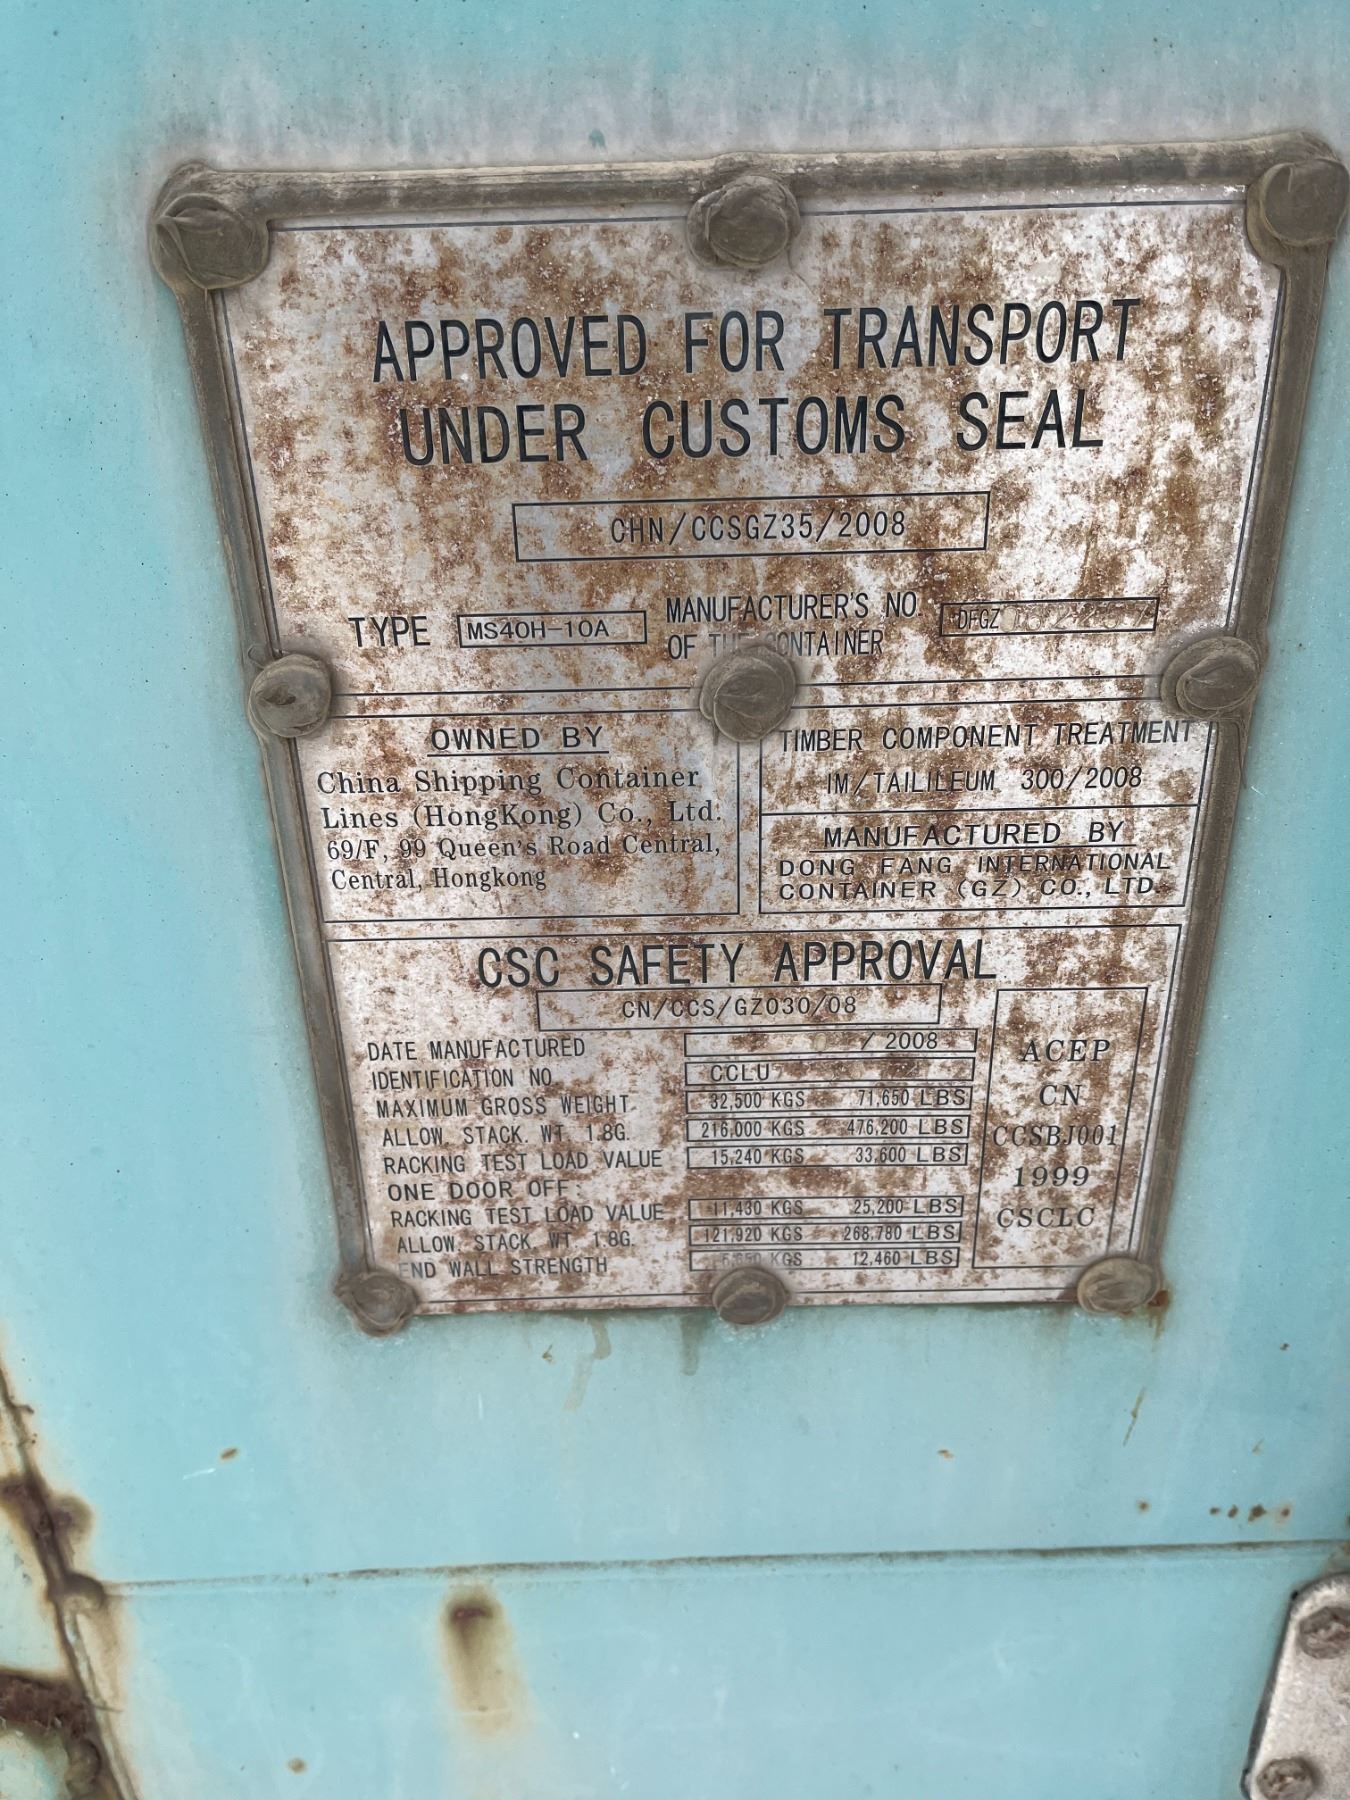 APPROVED FOR TRANSPORT
UNDER CUSTOMS SEAL
CHN/CCSGZ35/2008
TYPE MS40H-10A
MANUFACTURER'S NO.
OF THE CONTAINER
DFGZ
OWNED BY
China Shipping Container
Lines (HongKong) Co., Ltd.
69/F, 99 Queen's Road Central,
Central, Hongkong
TIMBER COMPONENT TREATMENT
IM/TAILILEUM 300/2008
MANUFACTURED BY
DONG FANG INTERNATIONAL
CONTAINER (GZ) CO., LTD
CSC SAFETY APPROVAL
CN/CCS/GZ030/08
DATE MANUFACTURED / 2008
IDENTIFICATION NO CCLU
MAXIMUM GROSS WEIGHT 32,500 KGS 71,650 LBS
ALLOW. STACK. WT. 1.8G. 216,000 KGS 476,200 LBS
RACKING TEST LOAD VALUE 15,240 KGS 33,600 LBS
ONE DOOR OFF:
RACKING TEST LOAD VALUE 11,430 KGS 25,200 LBS
ALLOW. STACK. WT. 1.8G. 121,920 KGS 268,780 LBS
END WALL STRENGTH KGS 12,460 LBS
ACEP
CN
CCSBJ001
1999
CSCLC